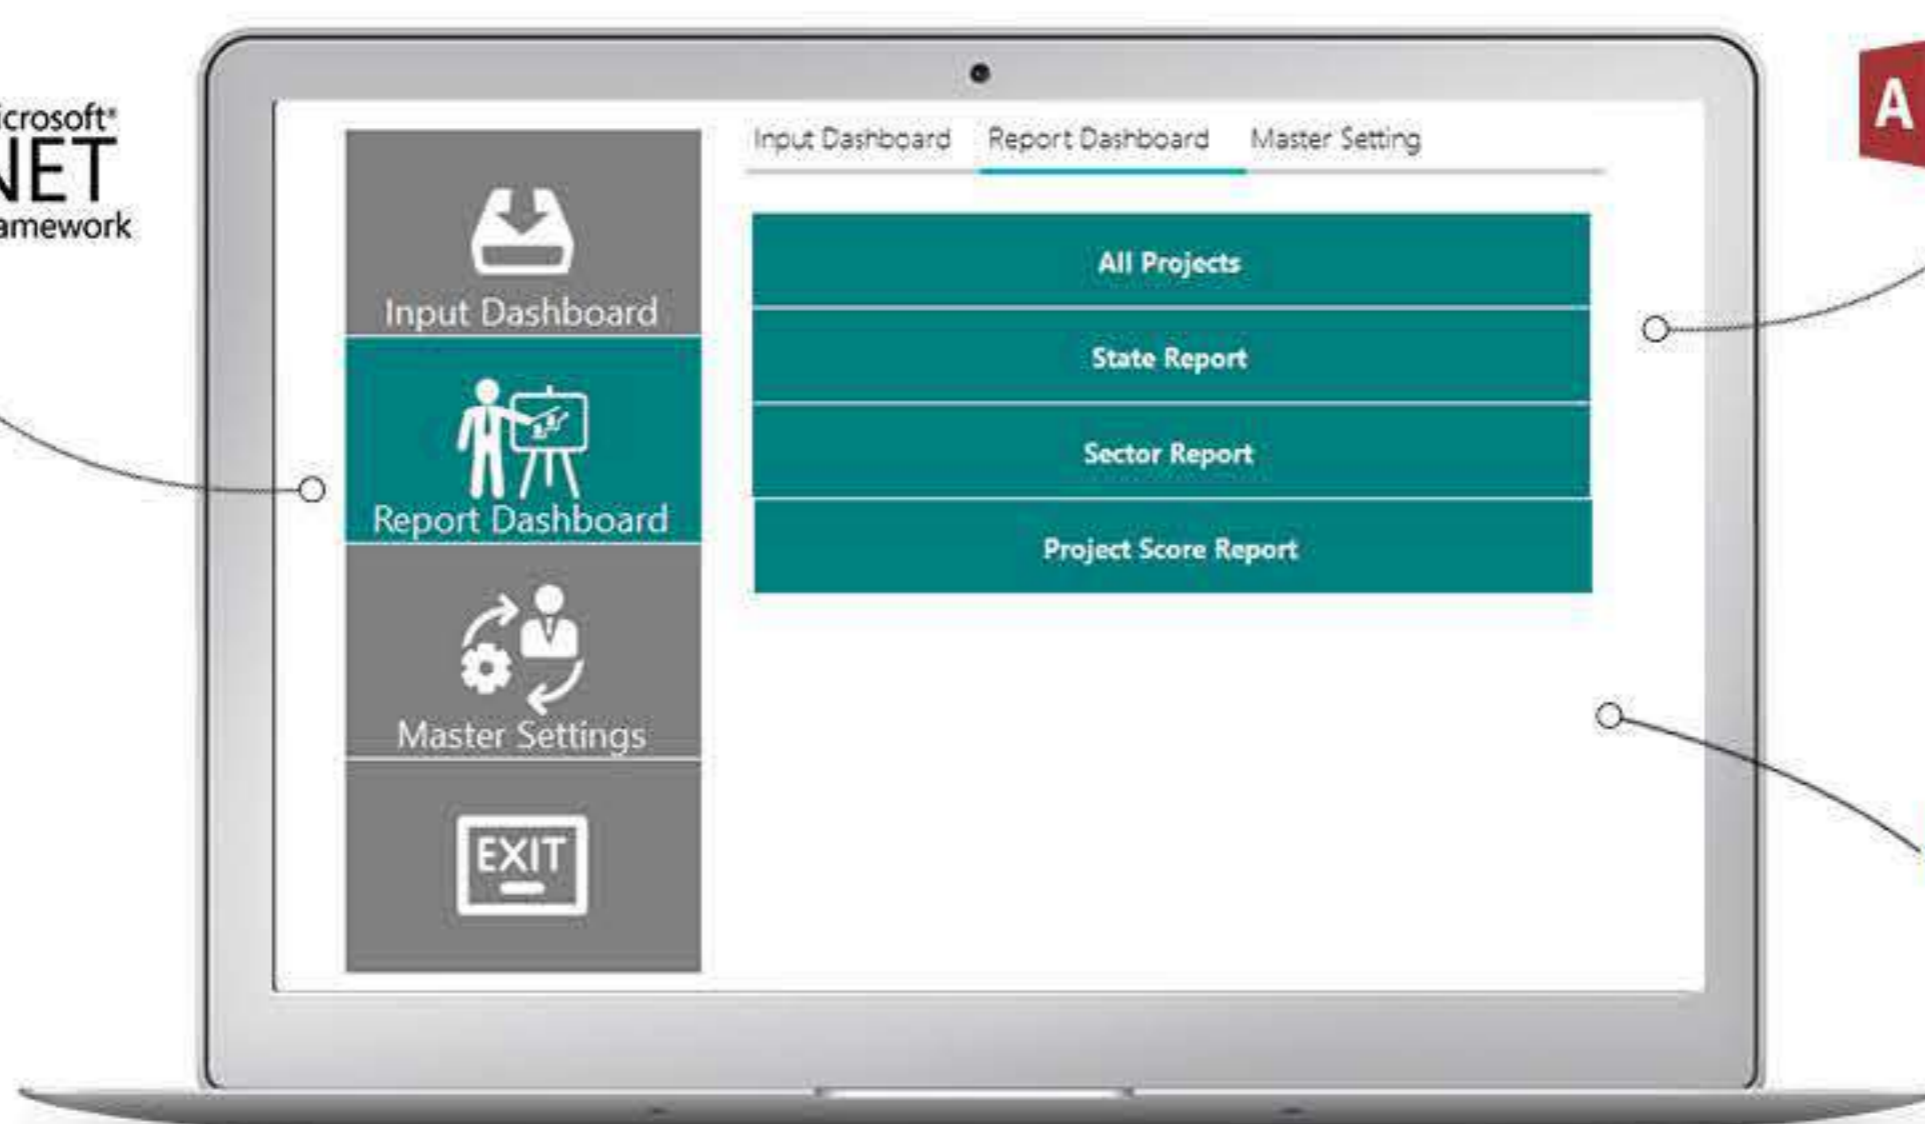 icrosoft®
NET
amework
A
Input Dashboard Report Dashboard Master Setting
Input Dashboard
Report Dashboard
Master Settings
EXIT
All Projects
State Report
Sector Report
Project Score Report